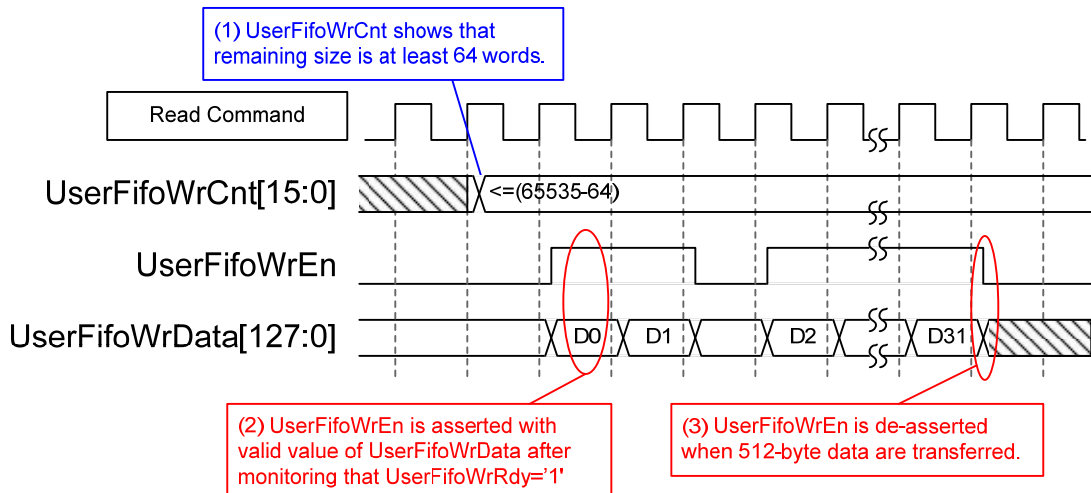 (1) UserFifoWrCnt shows that
remaining size is at least 64 words.
Read Command
UserFifoWrCnt[15:0]
<=(65535-64)
UserFifoWrEn
UserFifoWrData[127:0]
D0
D1
D2
D31
(2) UserFifoWrEn is asserted with
valid value of UserFifoWrData after
monitoring that UserFifoWrRdy='1'
(3) UserFifoWrEn is de-asserted
when 512-byte data are transferred.